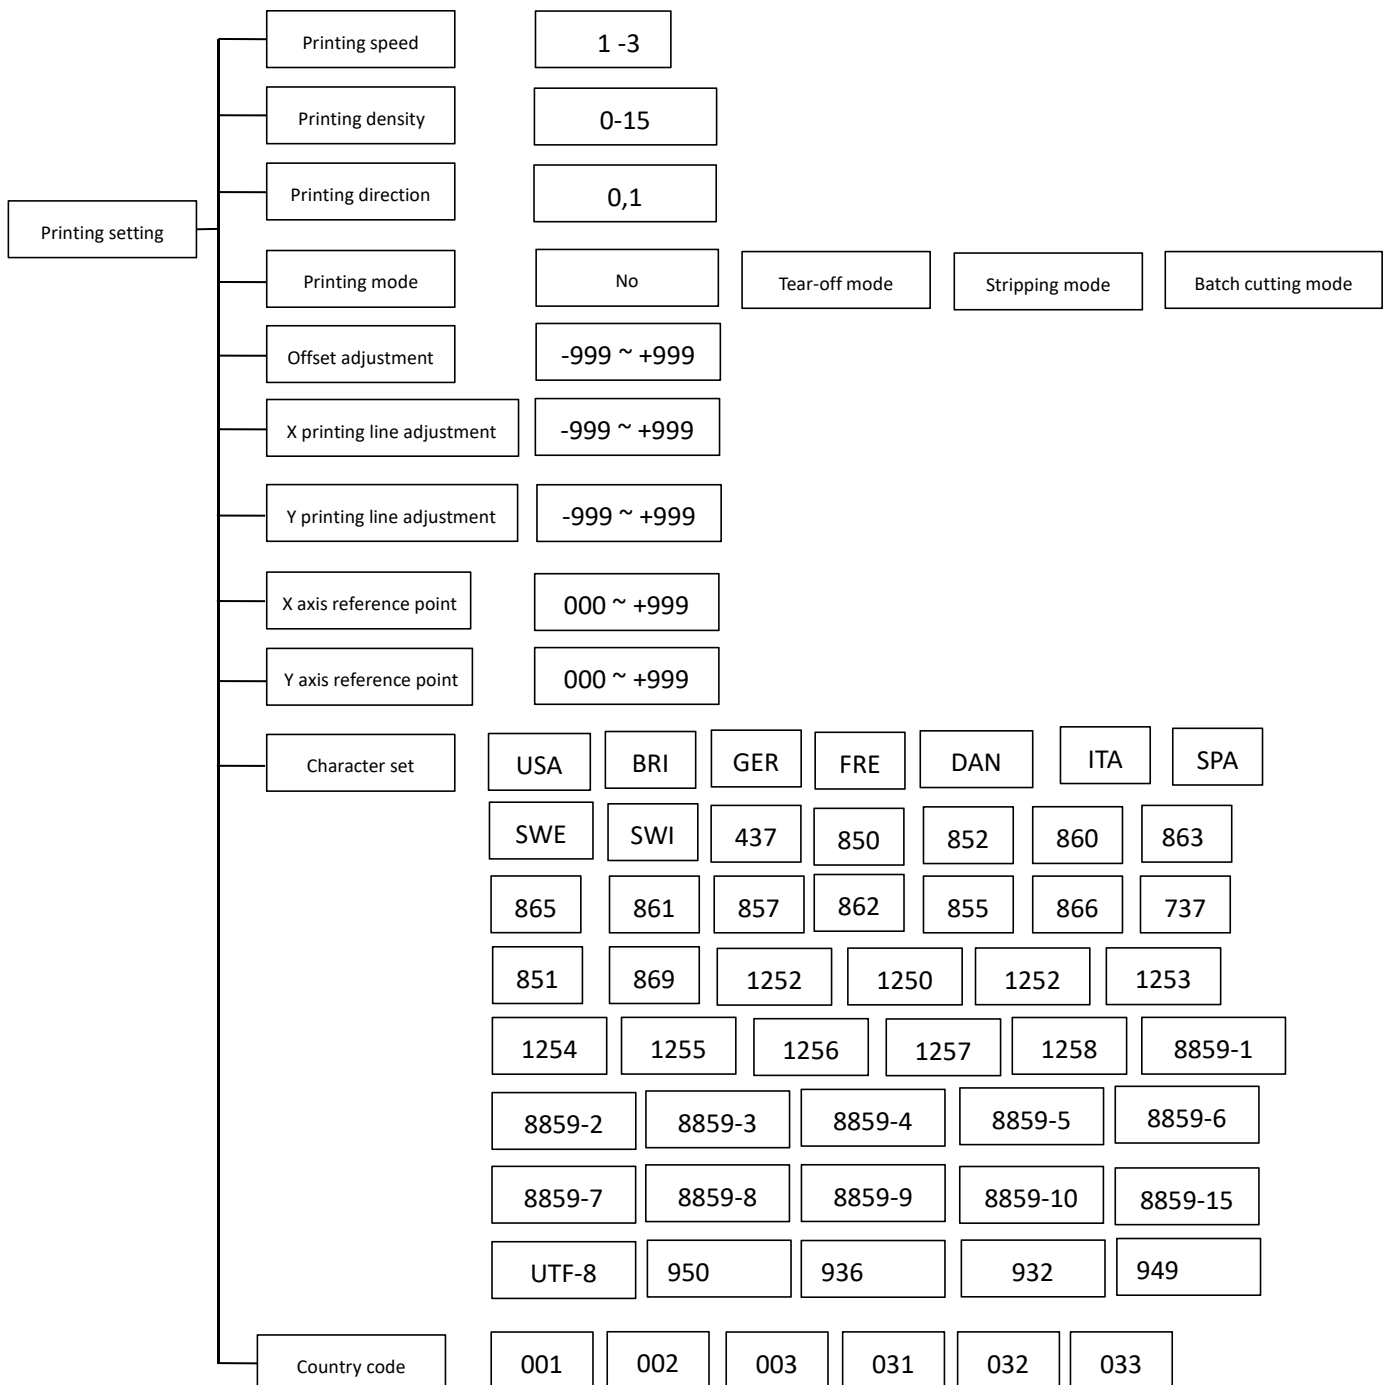 Printing speed 1 -3
Printing density 0-15
Printing direction 0,1
Printing setting
Printing mode No Tear-off mode Stripping mode Batch cutting mode
Offset adjustment -999 ~ +999
X printing line adjustment -999 ~ +999
Y printing line adjustment -999 ~ +999
X axis reference point 000 ~ +999
Y axis reference point 000 ~ +999
Character set USA BRI GER FRE DAN ITA SPA
SWE SWI 437 850 852 860 863
865 861 857 862 855 866 737
851 869 1252 1250 1252 1253
1254 1255 1256 1257 1258 8859-1
8859-2 8859-3 8859-4 8859-5 8859-6
8859-7 8859-8 8859-9 8859-10 8859-15
UTF-8 950 936 932 949
Country code 001 002 003 031 032 033